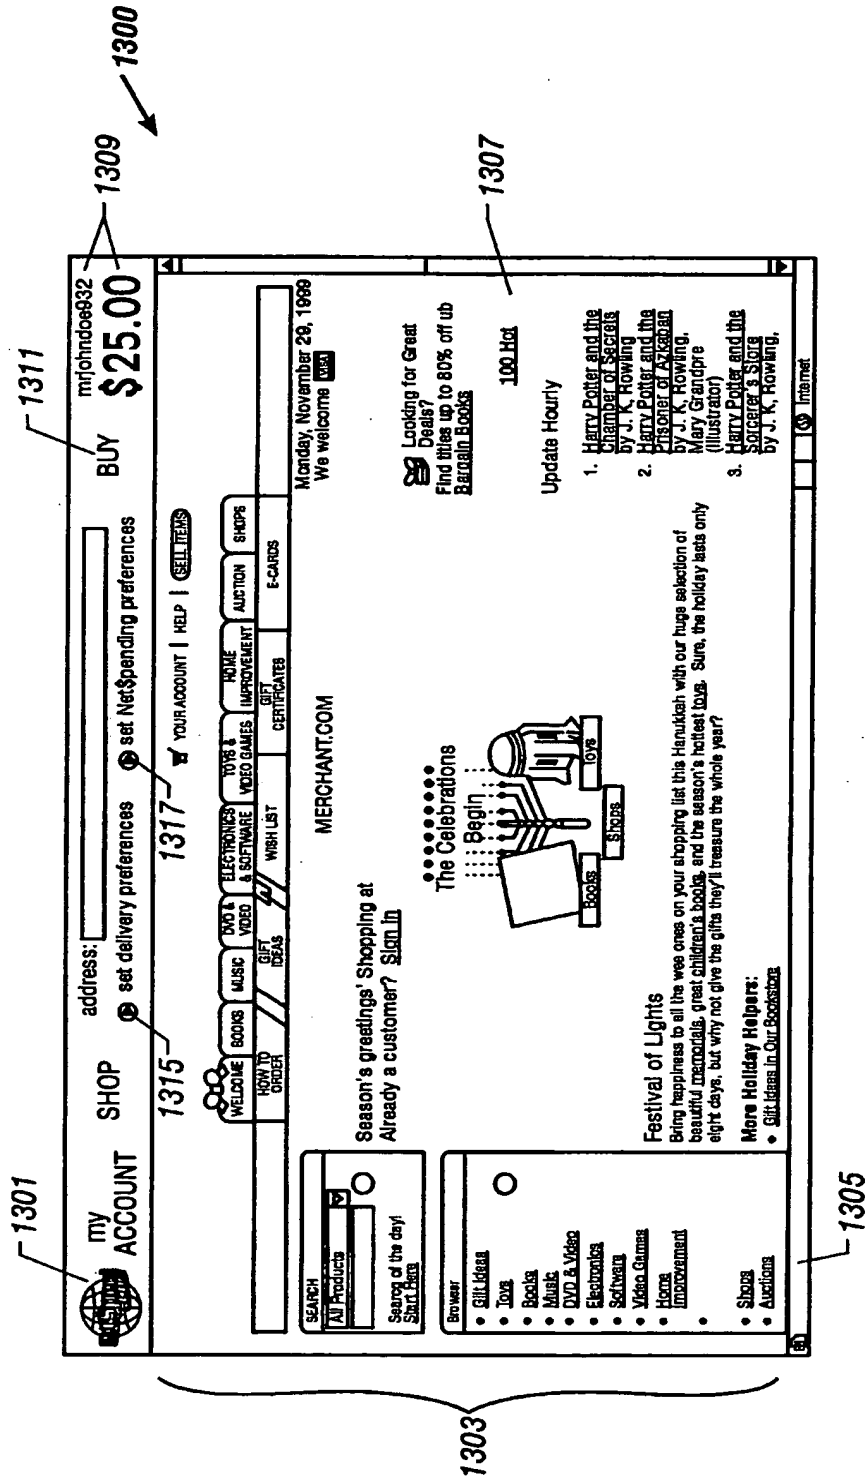 1300
1301
1311
1309
my
ACCOUNT
SHOP
address:
BUY
mrjohndoe932
$25.00
set delivery preferences
set Net$pending preferences
1315
1317
YOUR ACCOUNT | HELP | SELL ITEMS
WELCOME
BOOKS
MUSIC
DVD &
VIDEO
ELECTRONICS
& SOFTWARE
TOYS &
VIDEO GAMES
HOME
IMPROVEMENT
AUCTION
SHOPS
HOW TO
ORDER
GIFT
IDEAS
WISH LIST
GIFT
CERTIFICATES
E-CARDS
Monday, November 29, 1999
We welcome VISA
MERCHANT.COM
SEARCH
All Products
Searog of the day!
Start Here
Season's greetings' Shopping at
Already a customer? Sign in
The Celebrations
Begin
Books
Toys
Shops
Looking for Great
Deals?
Find titles up to 80% off ub
Bargain Books
1307
100 Hot
Update Hourly
1. Harry Potter and the
Chamber of Secrets
by J. K, Rowling
2. Harry Potter and the
Prisoner of Azkaban
by J. K, Rowling,
Mary Grandpre
(Illustrator)
3. Harry Potter and the
Sorcerer's Store
by J. K, Rowling,
Browser
• Gift Ideas
• Toys
• Books
• Music
• DVD & Video
• Electronics
• Software
• Video Games
• Home
Improvement
•
• Shops
• Auctions
Festival of Lights
Bring happiness to all the wee ones on your shopping list this Hanukkah with our huga selection of
beautiful memorials, great children's books, and the season's hottest toys. Sure, the holiday lasts only
eight days, but why not give the gifts they'll treasure the whole year?
More Holiday Helpers:
• Gift Ideas in Our Bookstore
Internet
1303
1305